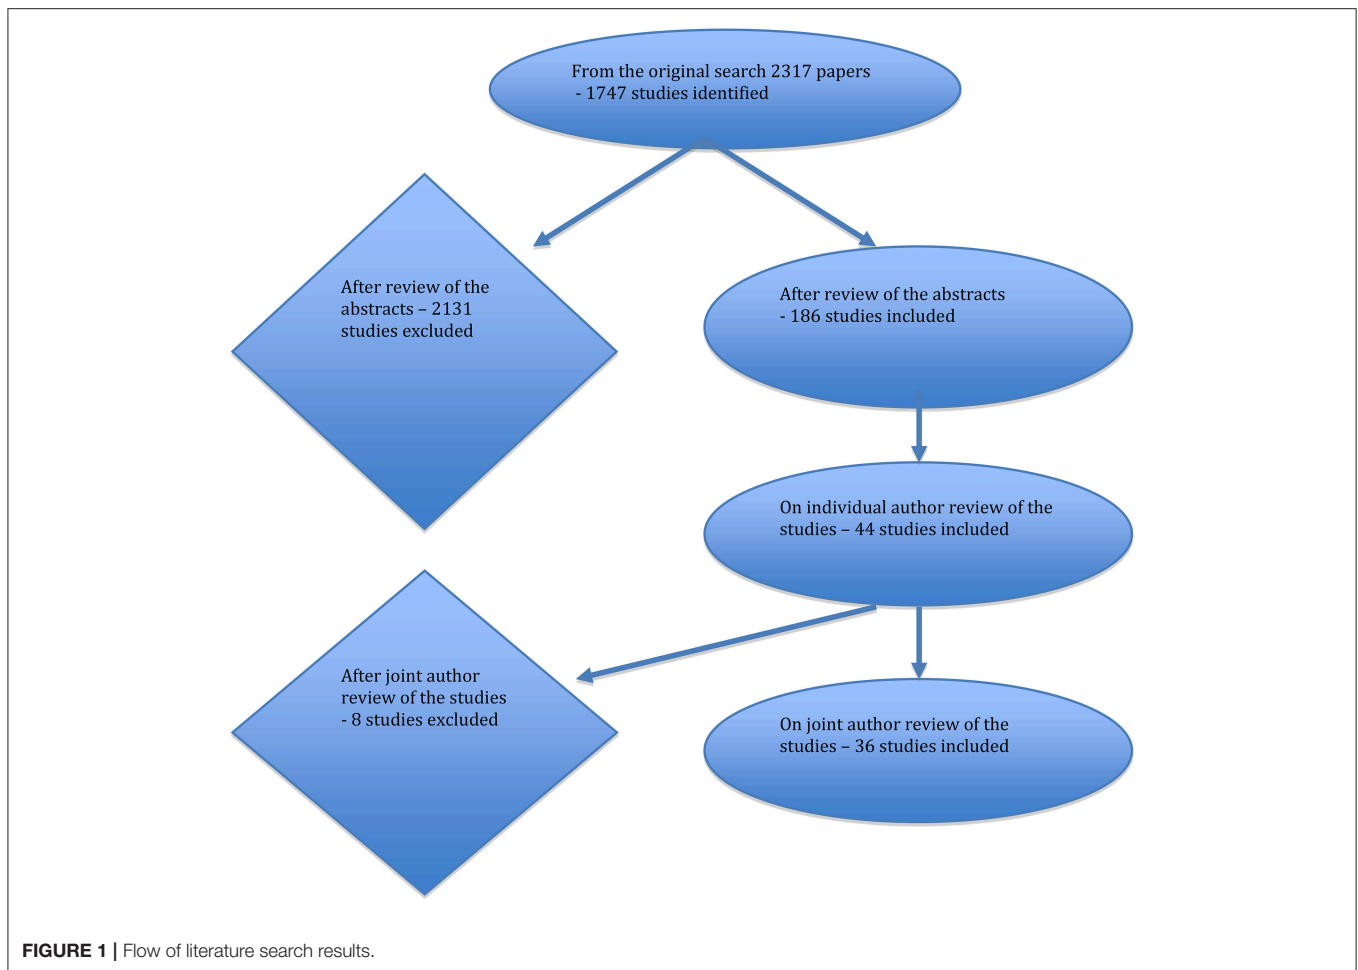 From the original search 2317 papers
- 1747 studies identified
After review of the
abstracts – 2131
studies excluded
After review of the abstracts
- 186 studies included
On individual author review of the
studies – 44 studies included
After joint author
review of the studies
- 8 studies excluded
On joint author review of the
studies – 36 studies included
FIGURE 1 | Flow of literature search results.